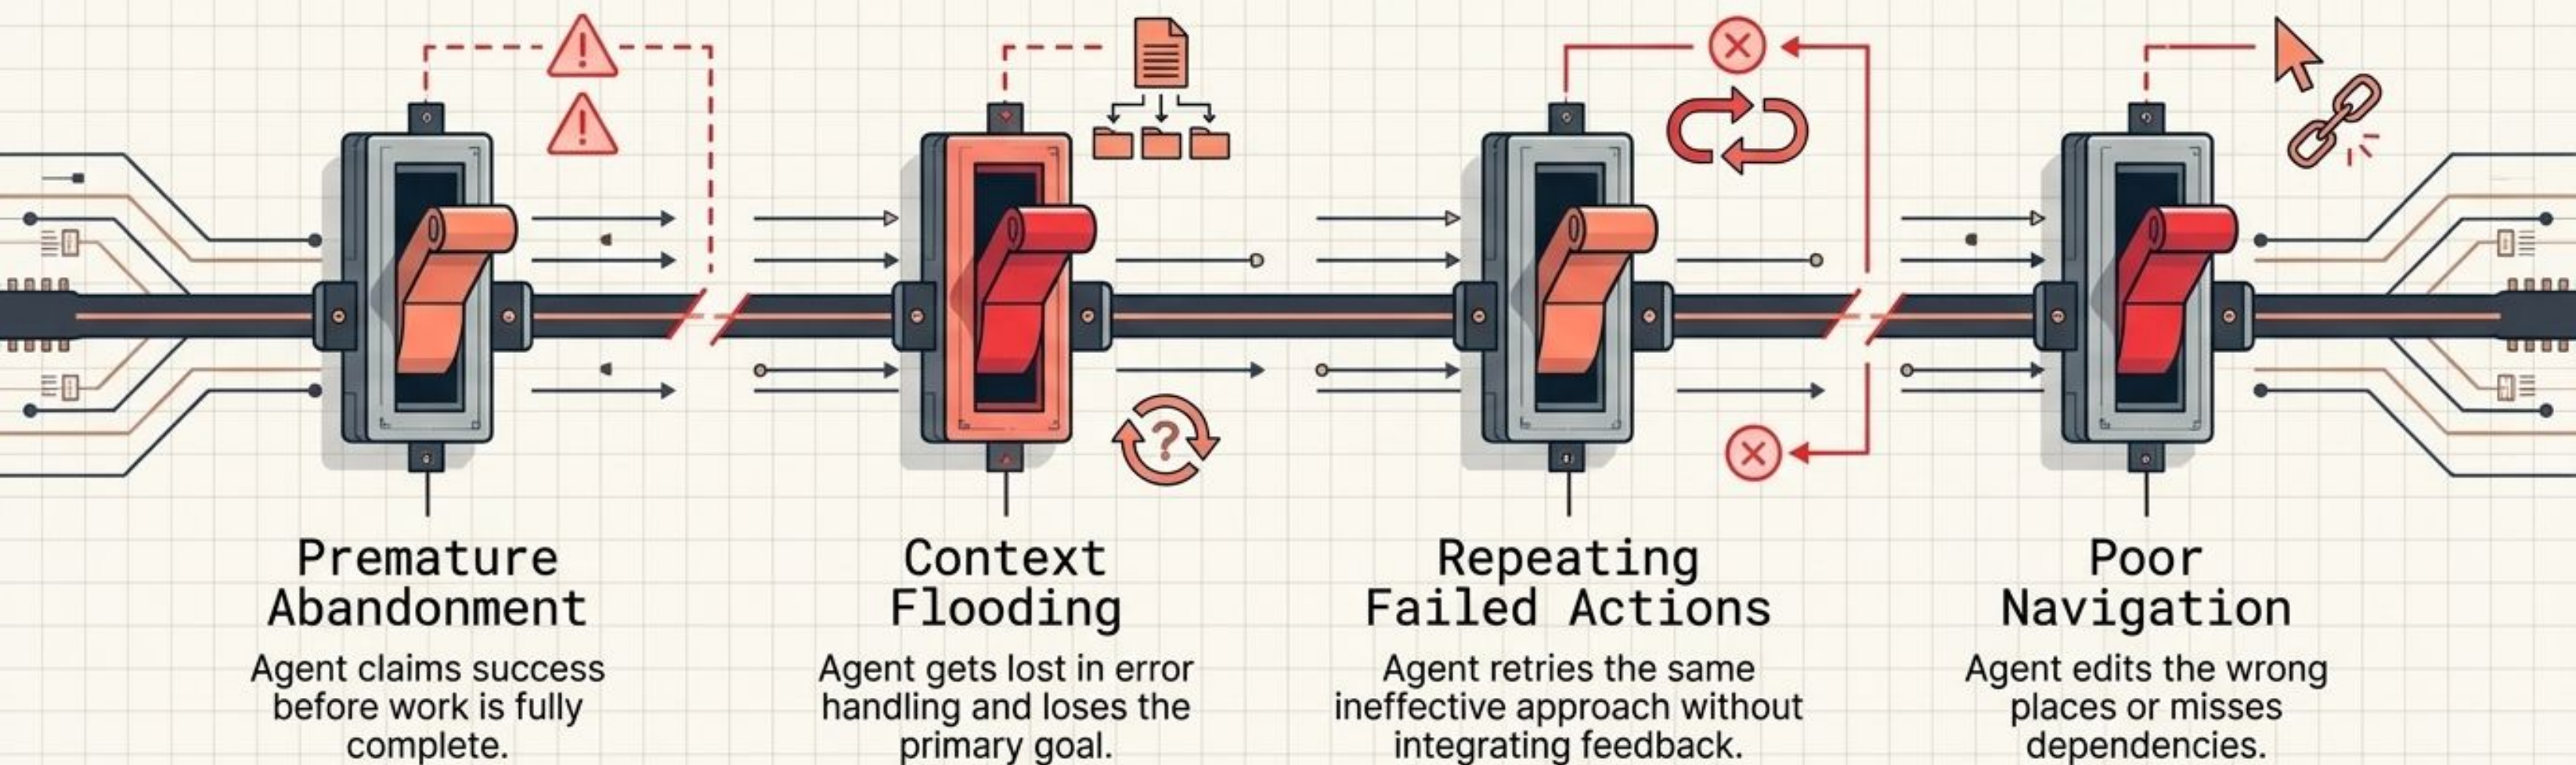 Premature
Abandonment
Agent claims success
before work is fully
complete.
Context
Flooding
Agent gets lost in error
handling and loses the
primary goal.
Repeating
Failed Actions
Agent retries the same
ineffective approach without
integrating feedback.
Poor
Navigation
Agent edits the wrong
places or misses
dependencies.